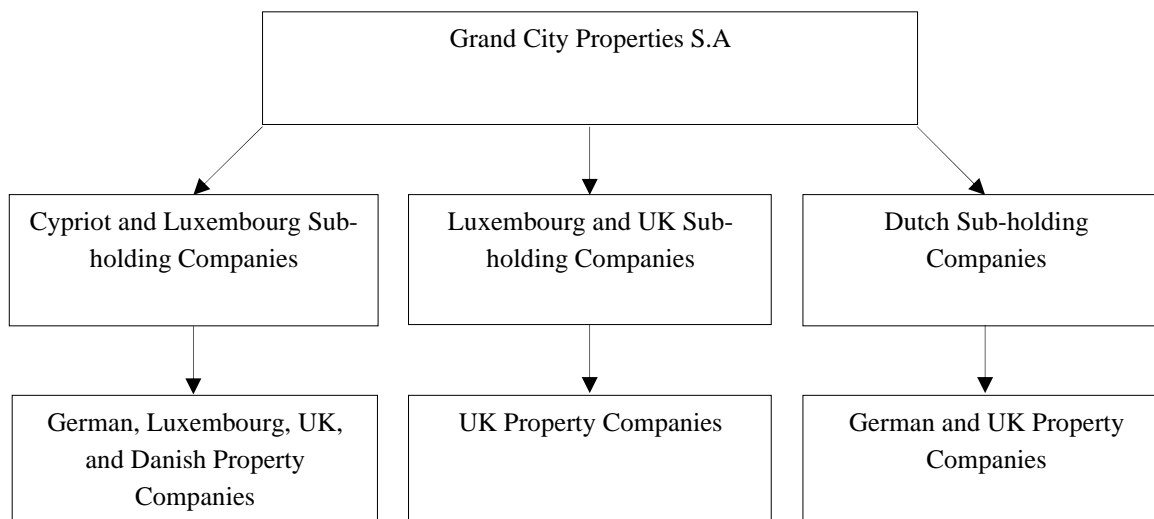 Grand City Properties S.A
Cypriot and Luxembourg Sub-
holding Companies
Luxembourg and UK Sub-
holding Companies
Dutch Sub-holding
Companies
German, Luxembourg, UK,
and Danish Property
Companies
UK Property Companies
German and UK Property
Companies